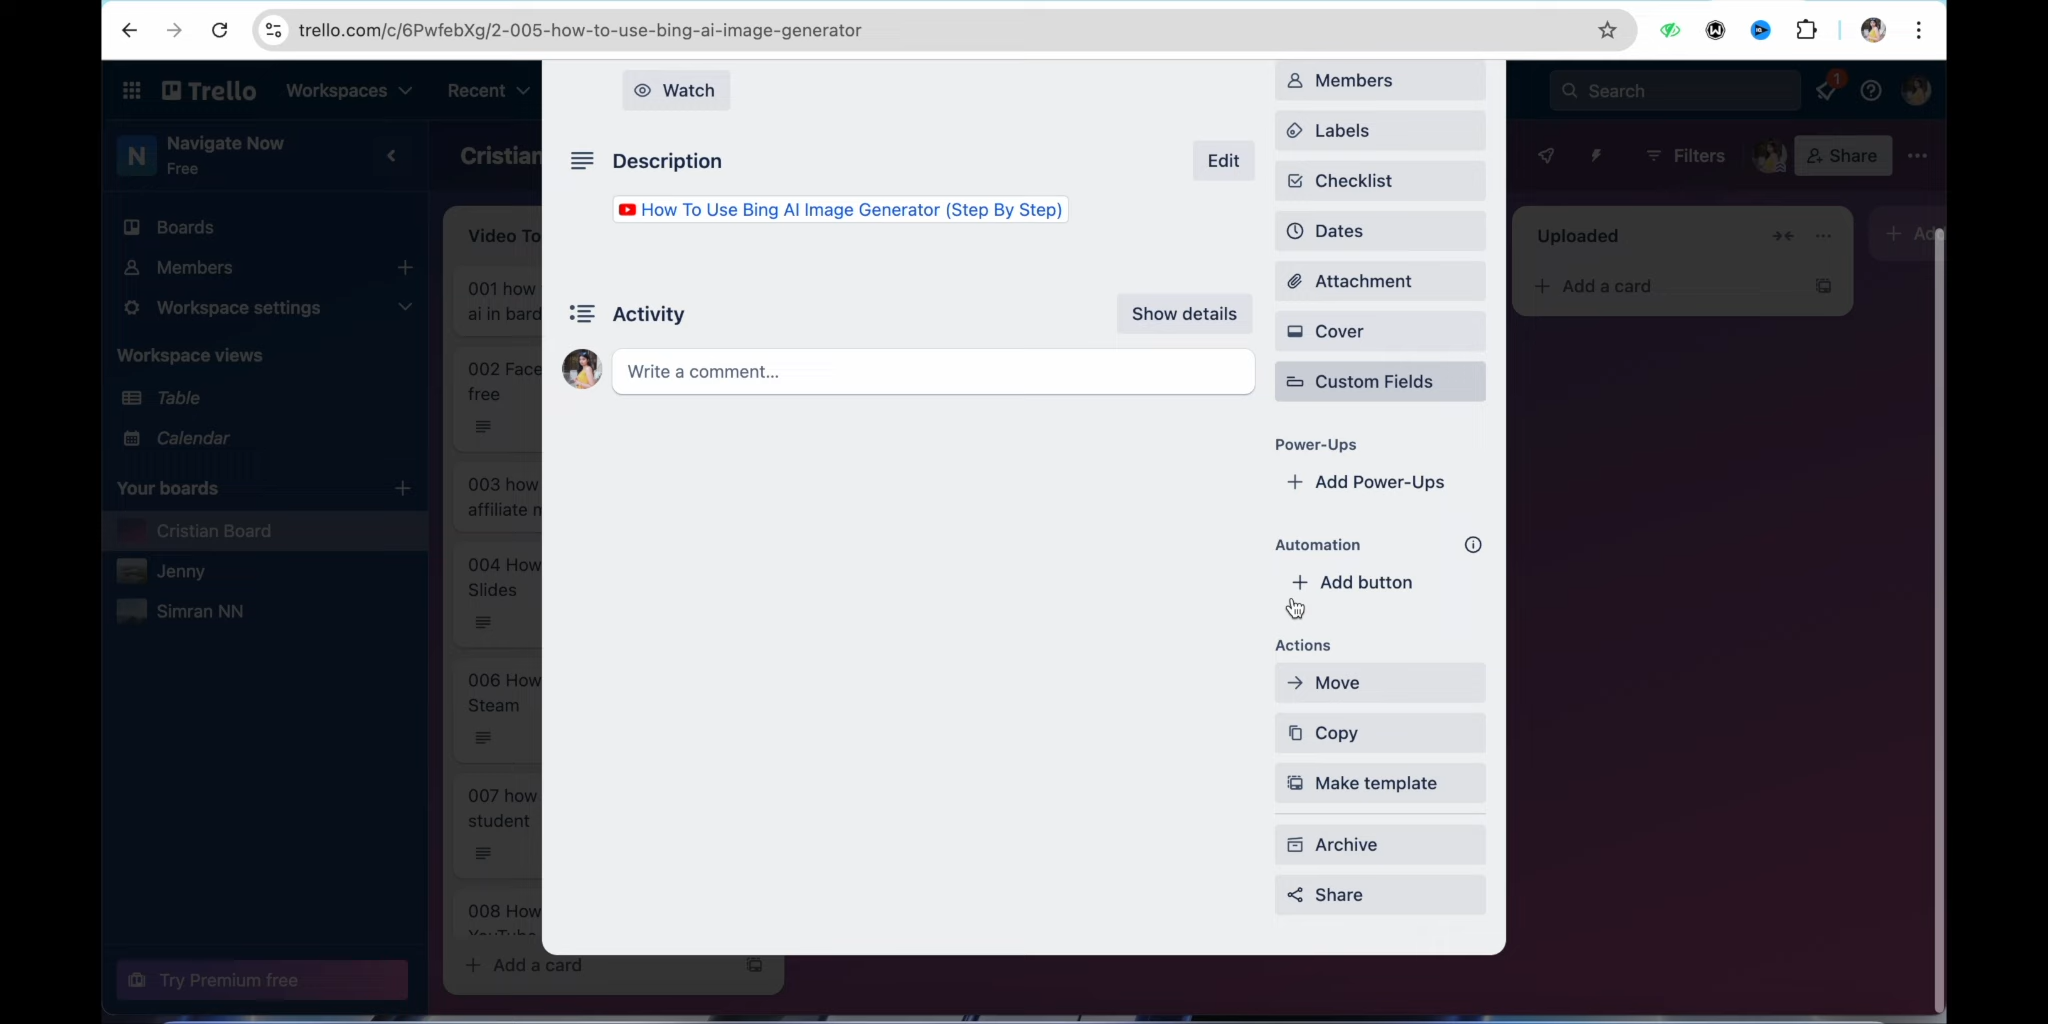 trello.com/c/6PwfebXg/2-005-how-to-use-bing-ai-image-generator
Trello
Workspaces
Recent
Search
1
N
Navigate Now
Free
Boards
Members
Workspace settings
Workspace views
Table
Calendar
Your boards
Cristian Board
Jenny
Simran NN
Try Premium free
Cristian
Filters
Share
Video To
001 how
ai in bard
002 Face
free
003 how
affiliate
004 How
Slides
006 How
Steam
007 how
student
008 How
YouTube
Add a card
Watch
Description
Edit
How To Use Bing AI Image Generator (Step By Step)
Activity
Show details
Write a comment...
Members
Labels
Checklist
Dates
Attachment
Cover
Custom Fields
Power-Ups
Add Power-Ups
Automation
Add button
Actions
Move
Copy
Make template
Archive
Share
Uploaded
Add a card
Add